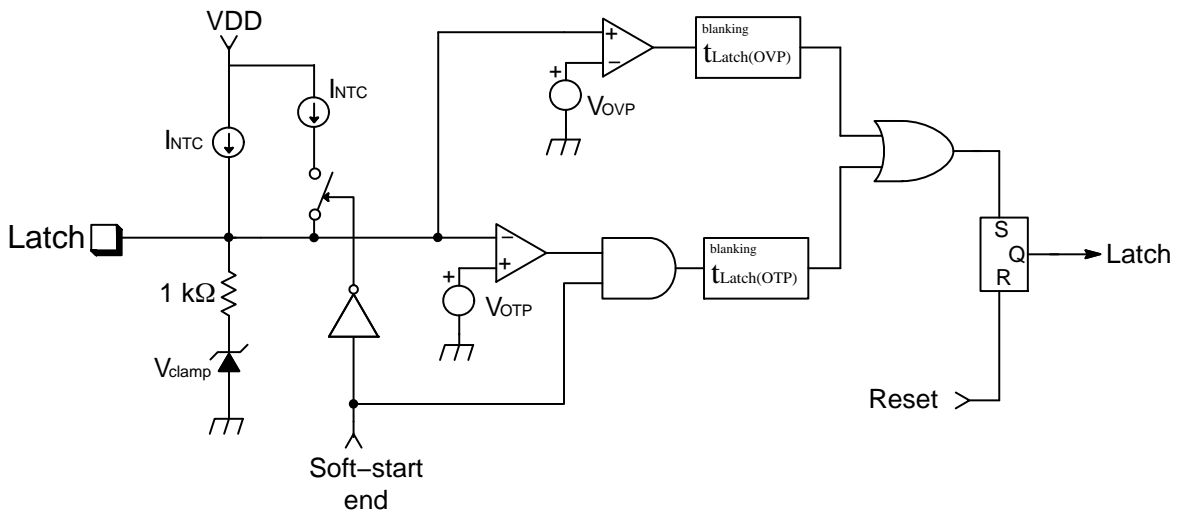 VDD
blanking
tLatch(OVP)
+
−
+
VOVP
INTC
INTC
Latch
−
+
+
VOTP
blanking
tLatch(OTP)
S
Q
R
Latch
1 kΩ
Vclamp
Reset
Soft−start
end